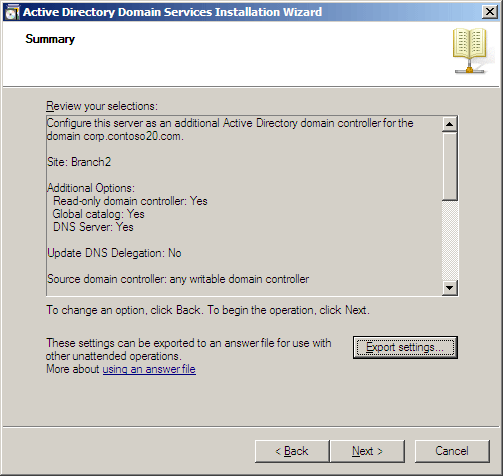 Active Directory Domain Services Installation Wizard
Summary
Review your selections:
Configure this server as an additional Active Directory domain controller for the
domain corp.contoso20.com.
Site: Branch2
Additional Options:
Read-only domain controller: Yes
Global catalog: Yes
DNS Server: Yes
Update DNS Delegation: No
Source domain controller: any writable domain controller
To change an option, click Back. To begin the operation, click Next.
These settings can be exported to an answer file for use with
other unattended operations.
More about using an answer file
Export settings...
< Back
Next >
Cancel